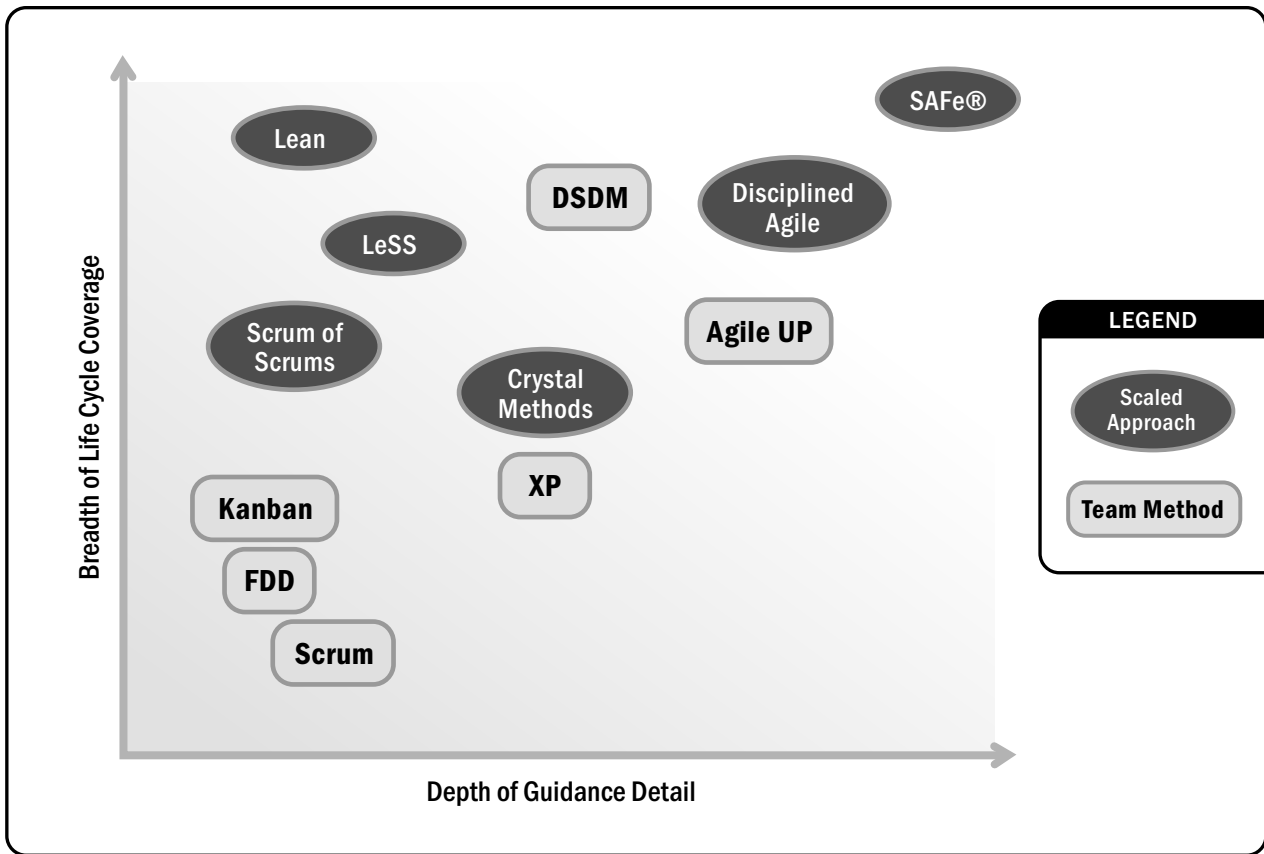 SAFe®
Lean
DSDM
Disciplined
Agile
LeSS
Agile UP
Scrum of
Scrums
Crystal
Methods
XP
Kanban
FDD
Scrum
Breadth of Life Cycle Coverage
Depth of Guidance Detail
LEGEND
Scaled
Approach
Team Method